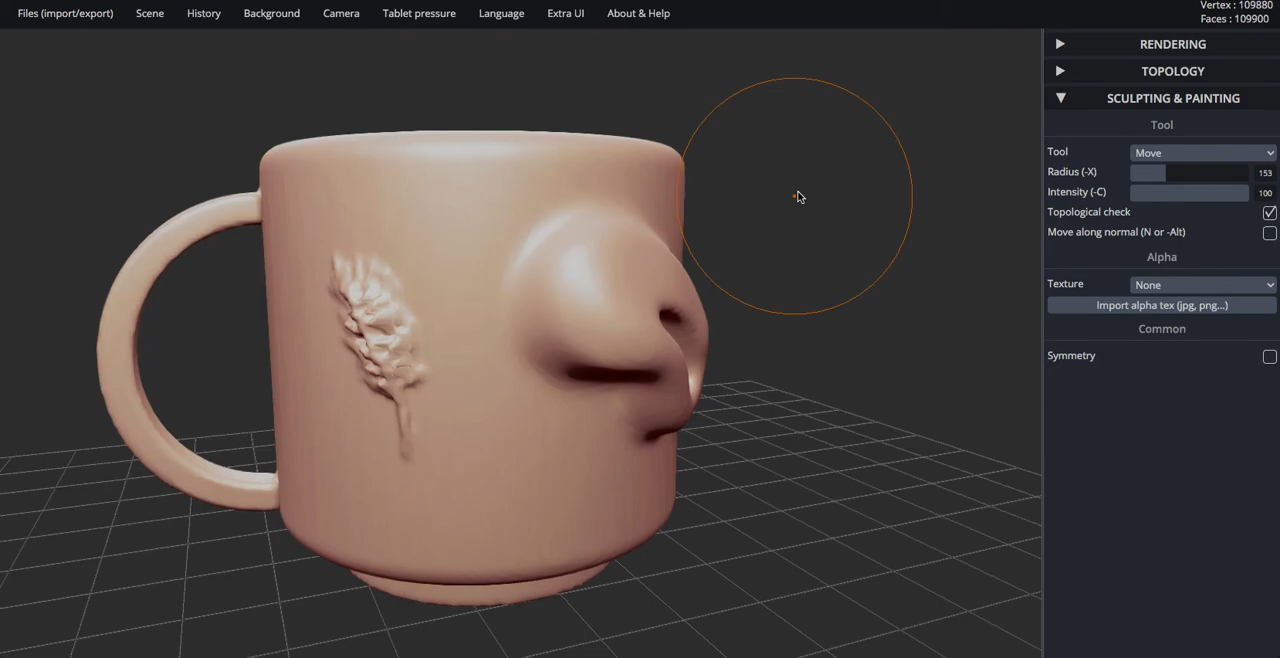 Files (import/export) Scene History Background Camera Tablet pressure Language Extra UI About & Help
Vertex : 109880
Faces : 109900
RENDERING
TOPOLOGY
SCULPTING & PAINTING
Tool
Tool Move
Radius (-X) 153
Intensity (-C) 100
Topological check
Move along normal (N or -Alt)
Alpha
Texture None
Import alpha tex (jpg, png...)
Common
Symmetry